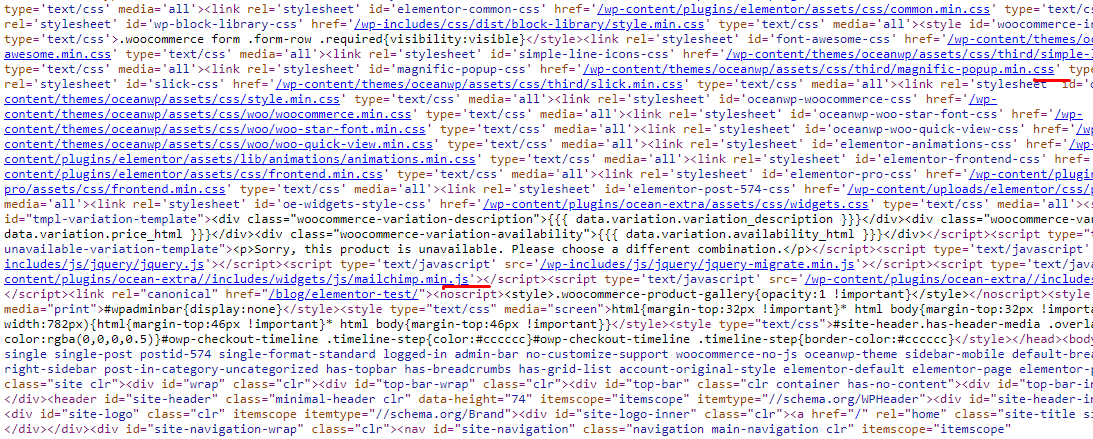 type='text/css' media='all'><link rel='stylesheet' id='elementor-common-css' href='/wp-content/plugins/elementor/assets/css/common.min.css' type='text/css
id='wp-block-library-css' href='/wp-includes/css/dist/block-library/style.min.css' type='text/css' media='all'><style id='woocommerce-in
type='text/css'>.woocommerce form .form-row .required{visibility:visible}</style><link rel='stylesheet' id='font-awesome-css' href='/wp-content/themes/oc
awesome.min.css' type='text/css' media='all'><link rel='stylesheet' id='simple-line-icons-css' href='/wp-content/themes/oceanwp/assets/css/third/simple-l
type='text/css' media='all'><link rel='stylesheet' id='magnific-popup-css' href='/wp-content/themes/oceanwp/assets/css/third/magnific-popup.min.css' typ
rel='stylesheet' id='slick-css' href='/wp-content/themes/oceanwp/assets/css/third/slick.min.css' type='text/css' media='all'><link rel='stylesheet' id='o
content/themes/oceanwp/assets/css/style.min.css' type='text/css' media='all'><link rel='stylesheet' id='oceanwp-woocommerce-css' href='/wp-
content/themes/oceanwp/assets/css/woo/woocommerce.min.css' type='text/css' media='all'><link rel='stylesheet' id='oceanwp-woo-star-font-css' href='/wp-
content/themes/oceanwp/assets/css/woo/woo-star-font.min.css' type='text/css' media='all'><link rel='stylesheet' id='oceanwp-woo-quick-view-css' href='/wp-
content/themes/oceanwp/assets/css/woo/woo-quick-view.min.css' type='text/css' media='all'><link rel='stylesheet' id='elementor-animations-css' href='/wp-
content/plugins/elementor/assets/lib/animations/animations.min.css' type='text/css' media='all'><link rel='stylesheet' id='elementor-frontend-css' href='
content/plugins/elementor/assets/css/frontend.min.css' type='text/css' media='all'><link rel='stylesheet' id='elementor-pro-css' href='/wp-content/plugin
pro/assets/css/frontend.min.css' type='text/css' media='all'><link rel='stylesheet' id='elementor-post-574-css' href='/wp-content/uploads/elementor/css/p
media='all'><link rel='stylesheet' id='oe-widgets-style-css' href='/wp-content/plugins/ocean-extra/assets/css/widgets.css' type='text/css' media='all'><s
id="tmpl-variation-template"><div class="woocommerce-variation-description">{{{ data.variation.variation_description }}}</div><div class="woocommerce-var
data.variation.price_html }}}</div><div class="woocommerce-variation-availability">{{{ data.variation.availability_html }}}</div></script><script type="t
unavailable-variation-template"><p>Sorry, this product is unavailable. Please choose a different combination.</p></script><script type='text/javascript'
includes/js/jquery/jquery.js'></script><script type='text/javascript' src='/wp-includes/js/jquery/jquery-migrate.min.js'></script><script type='text/java
content/plugins/ocean-extra//includes/widgets/js/mailchimp.min.js'></script><script type='text/javascript' src='/wp-content/plugins/ocean-extra//includes
</script><link rel="canonical" href="/blog/elementor-test/"><noscript><style>.woocommerce-product-gallery{opacity:1 !important}</style></noscript><style
media="print">#wpadminbar{display:none}</style><style type="text/css" media="screen">html{margin-top:32px !important}* html body{margin-top:32px !importa
width:782px){html{margin-top:46px !important}* html body{margin-top:46px !important}}</style><style type="text/css">#site-header.has-header-media .overla
color:rgba(0,0,0,0.5)}#owp-checkout-timeline .timeline-step{color:#cccccc}#owp-checkout-timeline .timeline-step{border-color:#cccccc}</style></head><body
single single-post postid-574 single-format-standard logged-in admin-bar no-customize-support woocommerce-no-js oceanwp-theme sidebar-mobile default-brea
right-sidebar post-in-category-uncategorized has-topbar has-breadcrumbs has-grid-list account-original-style elementor-default elementor-page elementor-p
class="site clr"><div id="wrap" class="clr"><div id="top-bar-wrap" class="clr"><div id="top-bar" class="clr container has-no-content"><div id="top-bar-in
</div><header id="site-header" class="minimal-header clr" data-height="74" itemscope="itemscope" itemtype="//schema.org/WPHeader"><div id="site-header-in
<div id="site-logo" class="clr" itemscope itemtype="//schema.org/Brand"><div id="site-logo-inner" class="clr"><a href="/" rel="home" class="site-title si
</div></div><div id="site-navigation-wrap" class="clr"><nav id="site-navigation" class="navigation main-navigation clr" itemscope="itemscope"